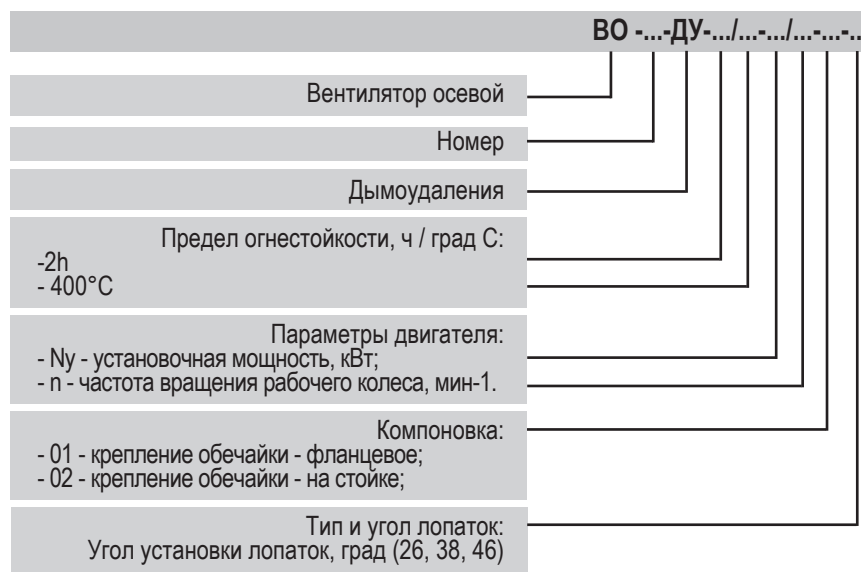 ВО -...-ДУ-.../...-...-/...-...-..
Вентилятор осевой
Номер
Дымоудаления
Предел огнестойкости, ч / град С:
-2h
- 400°C
Параметры двигателя:
- Ny - установочная мощность, кВт;
- n - частота вращения рабочего колеса, мин-1.
Компоновка:
- 01 - крепление обечайки - фланцевое;
- 02 - крепление обечайки - на стойке;
Тип и угол лопаток:
Угол установки лопаток, град (26, 38, 46)